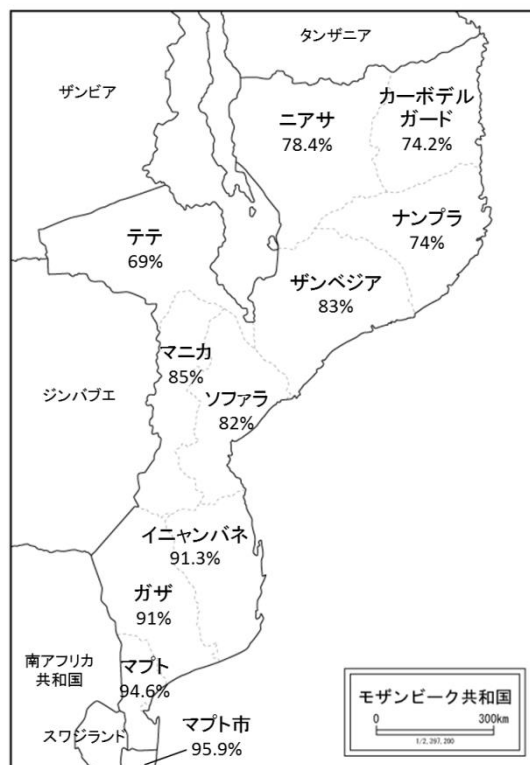 タンザニア
ザンビア
カーボデル
ガード
74.2%
ニアサ
78.4%
ナンプラ
74%
テテ
69%
ザンベジア
83%
マニカ
85%
ジンバブエ
ソファラ
82%
イニャンバネ
91.3%
ガザ
91%
南アフリカ
共和国
マプト
94.6%
スワジランド
マプト市
95.9%
モザンビーク共和国
0 300km
1/2,297,200